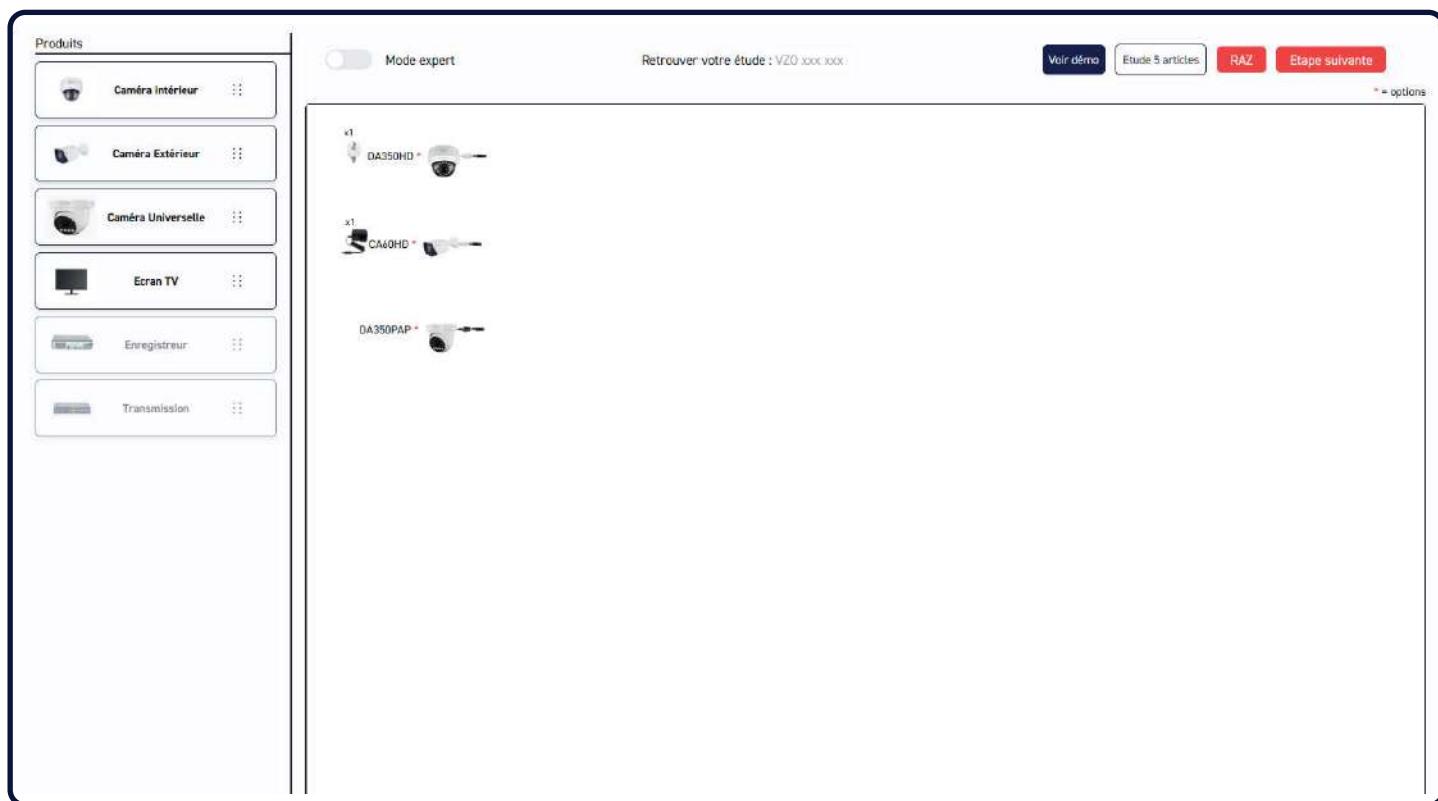 Produits
Caméra Intérieur
Caméra Extérieur
Caméra Universelle
Ecran TV
Enregistreur
Transmission
Mode expert
Retrouver votre étude : VZO xxx xxx
Voir démo
Etude 5 articles
RAZ
Etape suivante
* = options
x1
DA350HD *
x1
CA60HD *
DA350PAP *